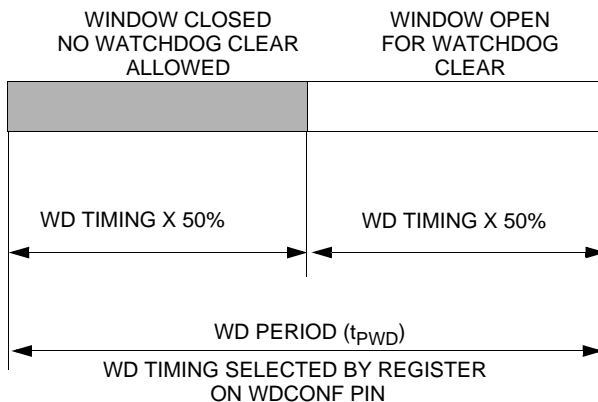 WINDOW CLOSED
NO WATCHDOG CLEAR
ALLOWED
WINDOW OPEN
FOR WATCHDOG
CLEAR
WD TIMING X 50%
WD TIMING X 50%
WD PERIOD (tPWD)
WD TIMING SELECTED BY REGISTER
ON WDCONF PIN